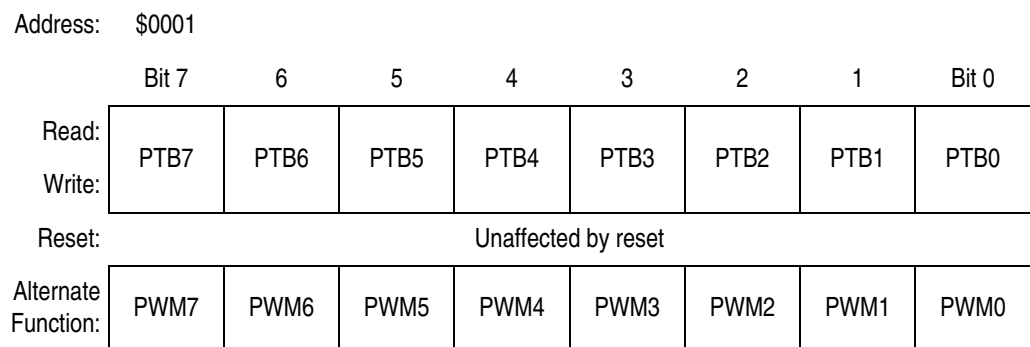 Address: $0001
Bit 7 6 5 4 3 2 1 Bit 0
Read:
PTB7 PTB6 PTB5 PTB4 PTB3 PTB2 PTB1 PTB0
Write:
Reset: Unaffected by reset
Alternate
Function: PWM7 PWM6 PWM5 PWM4 PWM3 PWM2 PWM1 PWM0